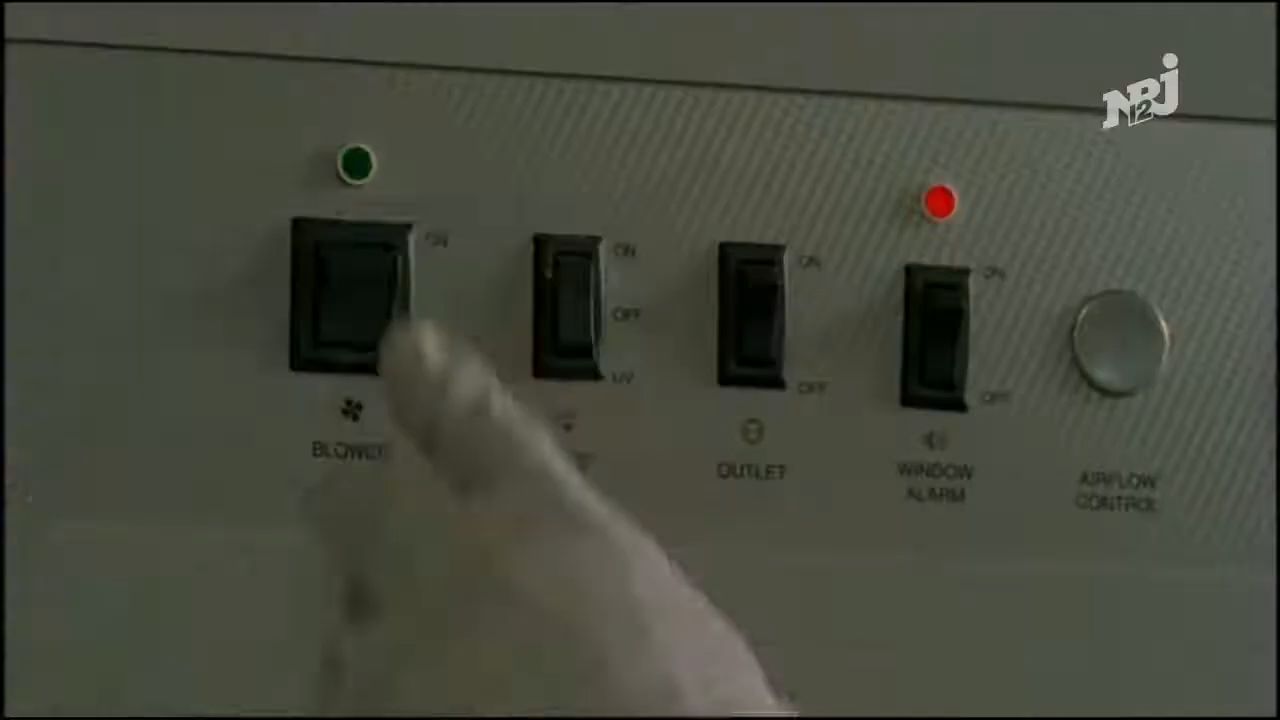 NRJ
12
ON
ON
OFF
UV
ON
OFF
ON
OFF
BLOWER
OUTLET
WINDOW
ALARM
AIRFLOW
CONTROL